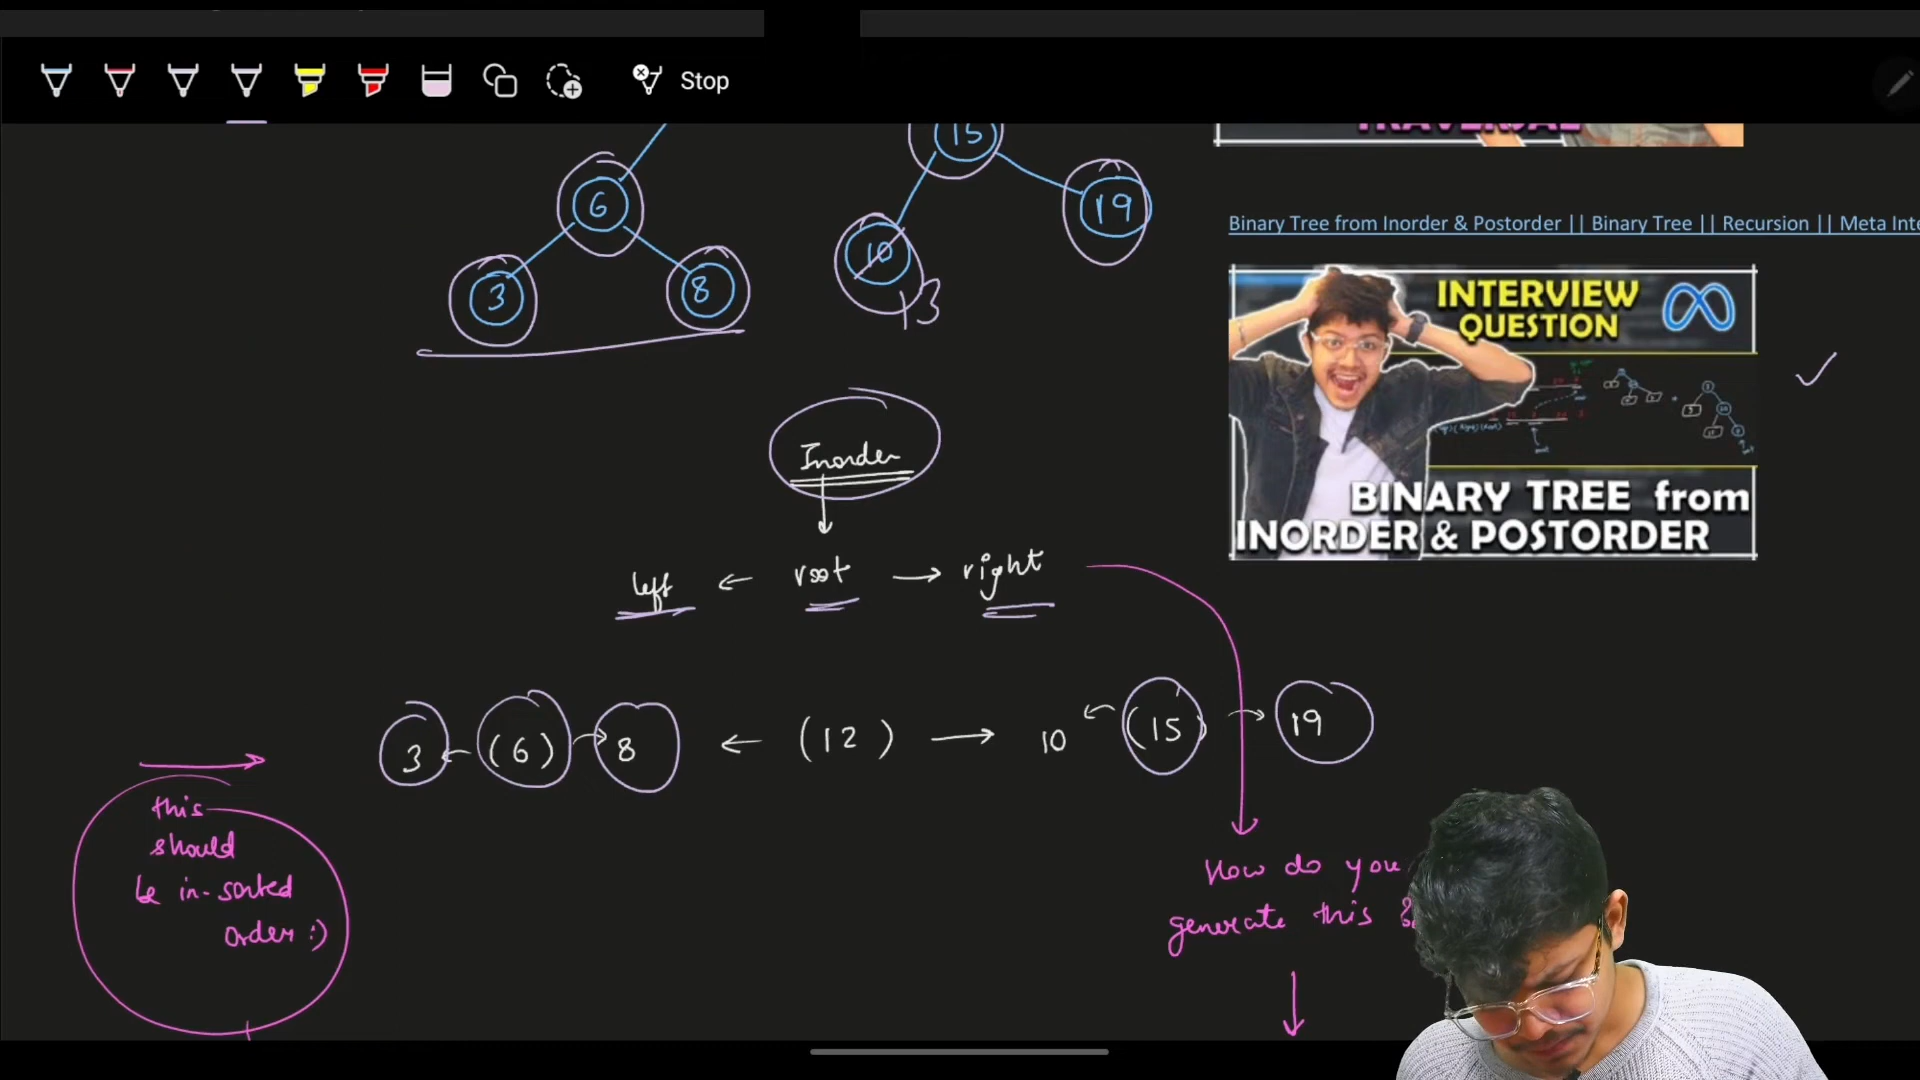 Stop
15
TRAVERSAL
6
19
Binary Tree from Inorder & Postorder || Binary Tree || Recursion || Meta Inte
10
3
8
13
INTERVIEW
QUESTION
Inorder
BINARY TREE from
INORDER & POSTORDER
left ← root → right
3 ← (6) → 8 ← (12) → 10 ← (15) → 19
this
should
be in-sorted
order :)
How do you
generate this